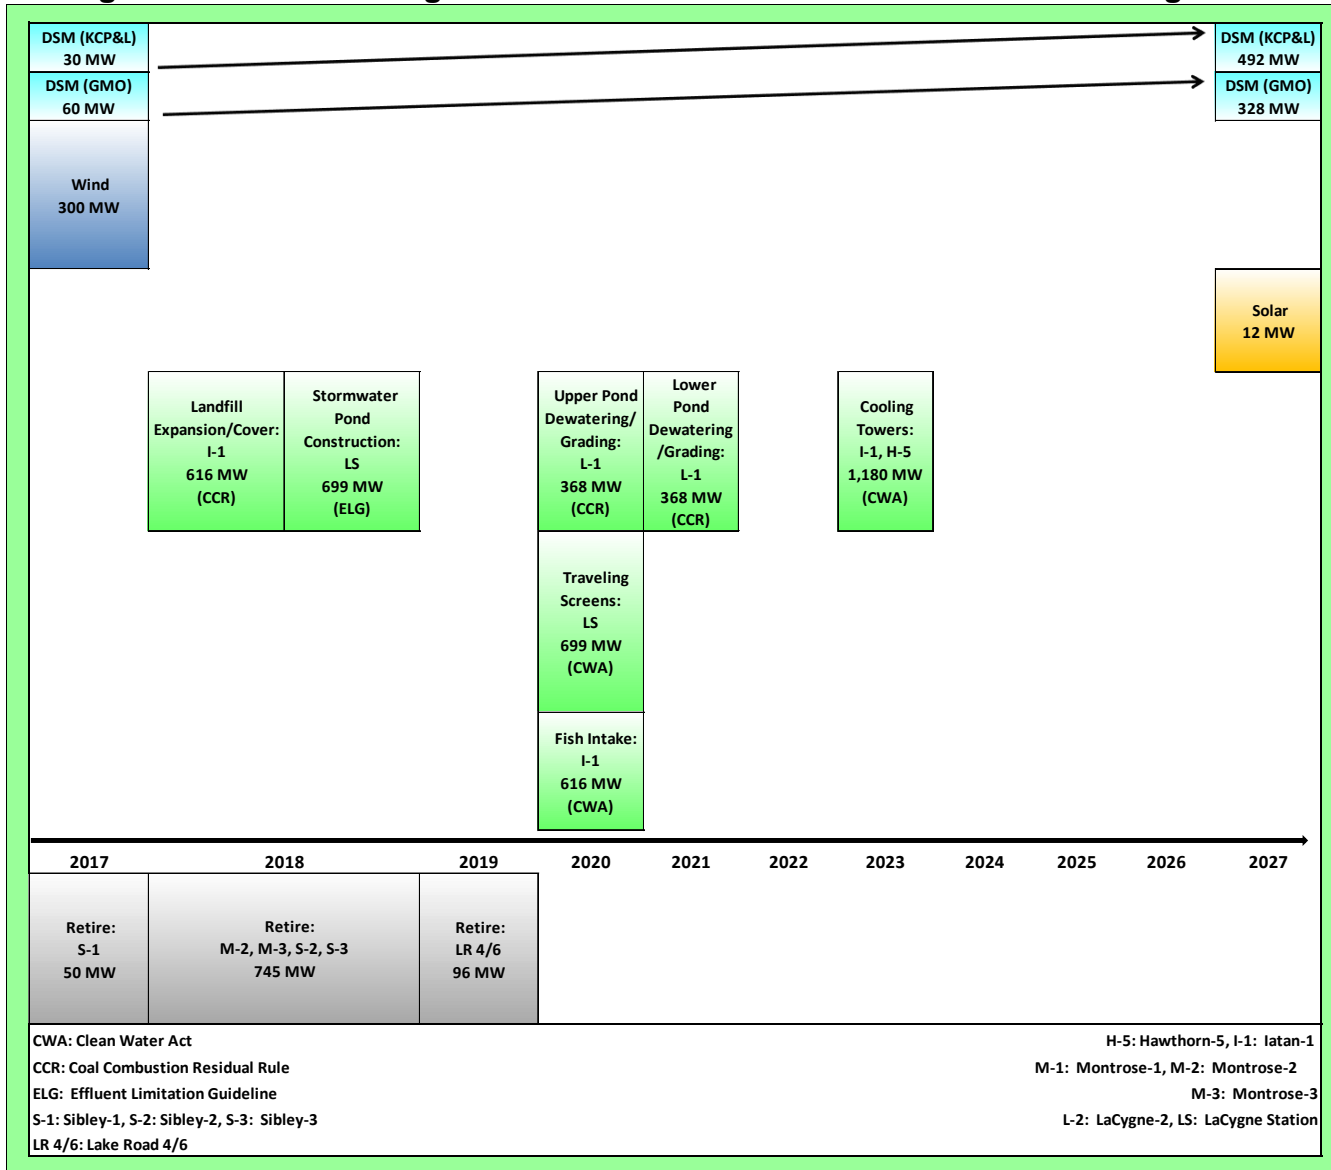 DSM (KCP&L)
30 MW
DSM (GMO)
60 MW
Wind
300 MW
DSM (KCP&L)
492 MW
DSM (GMO)
328 MW
Solar
12 MW
Landfill
Expansion/Cover:
I-1
616 MW
(CCR)
Stormwater
Pond
Construction:
LS
699 MW
(ELG)
Upper Pond
Dewatering/
Grading:
L-1
368 MW
(CCR)
Lower
Pond
Dewatering
/Grading:
L-1
368 MW
(CCR)
Cooling
Towers:
I-1, H-5
1,180 MW
(CWA)
Traveling
Screens:
LS
699 MW
(CWA)
Fish Intake:
I-1
616 MW
(CWA)
2017 2018 2019 2020 2021 2022 2023 2024 2025 2026 2027
Retire:
S-1
50 MW
Retire:
M-2, M-3, S-2, S-3
745 MW
Retire:
LR 4/6
96 MW
CWA: Clean Water Act
CCR: Coal Combustion Residual Rule
ELG: Effluent Limitation Guideline
S-1: Sibley-1, S-2: Sibley-2, S-3: Sibley-3
LR 4/6: Lake Road 4/6
H-5: Hawthorn-5, I-1: Iatan-1
M-1: Montrose-1, M-2: Montrose-2
M-3: Montrose-3
L-2: LaCygne-2, LS: LaCygne Station